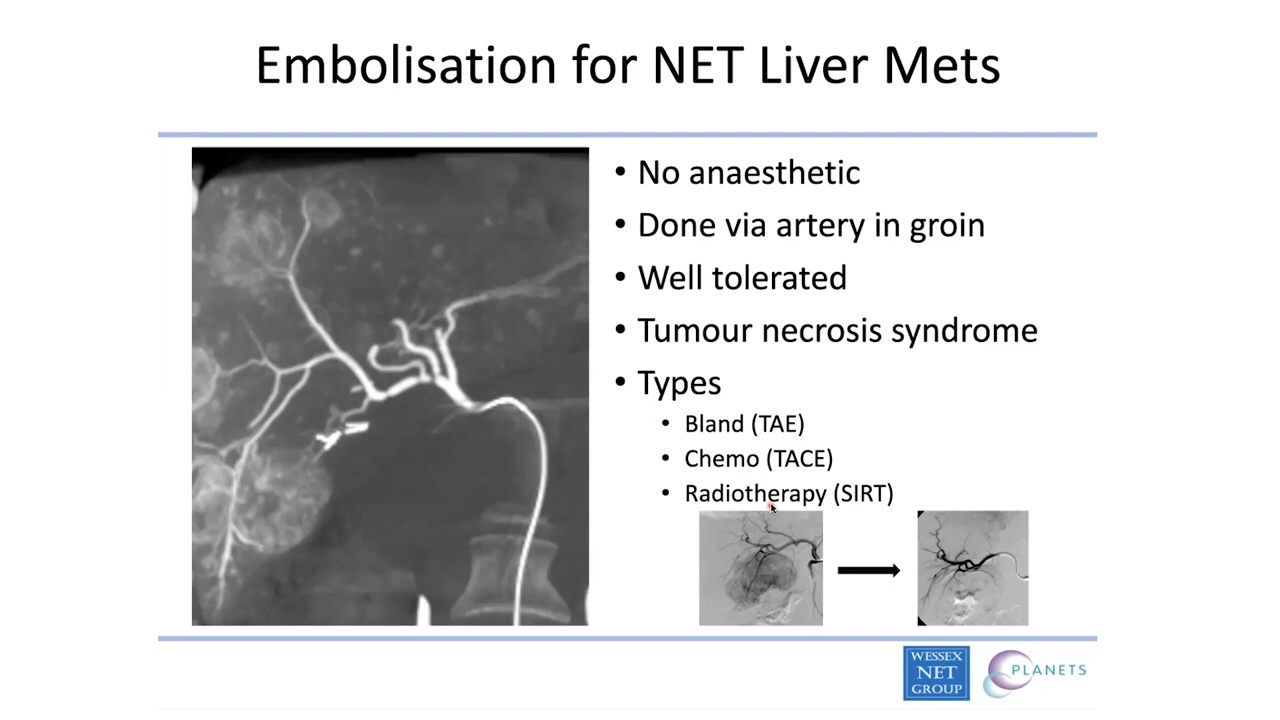 Embolisation for NET Liver Mets
• No anaesthetic
• Done via artery in groin
• Well tolerated
• Tumour necrosis syndrome
• Types
• Bland (TAE)
• Chemo (TACE)
• Radiotherapy (SIRT)
WESSEX
NET
GROUP
PLANETS